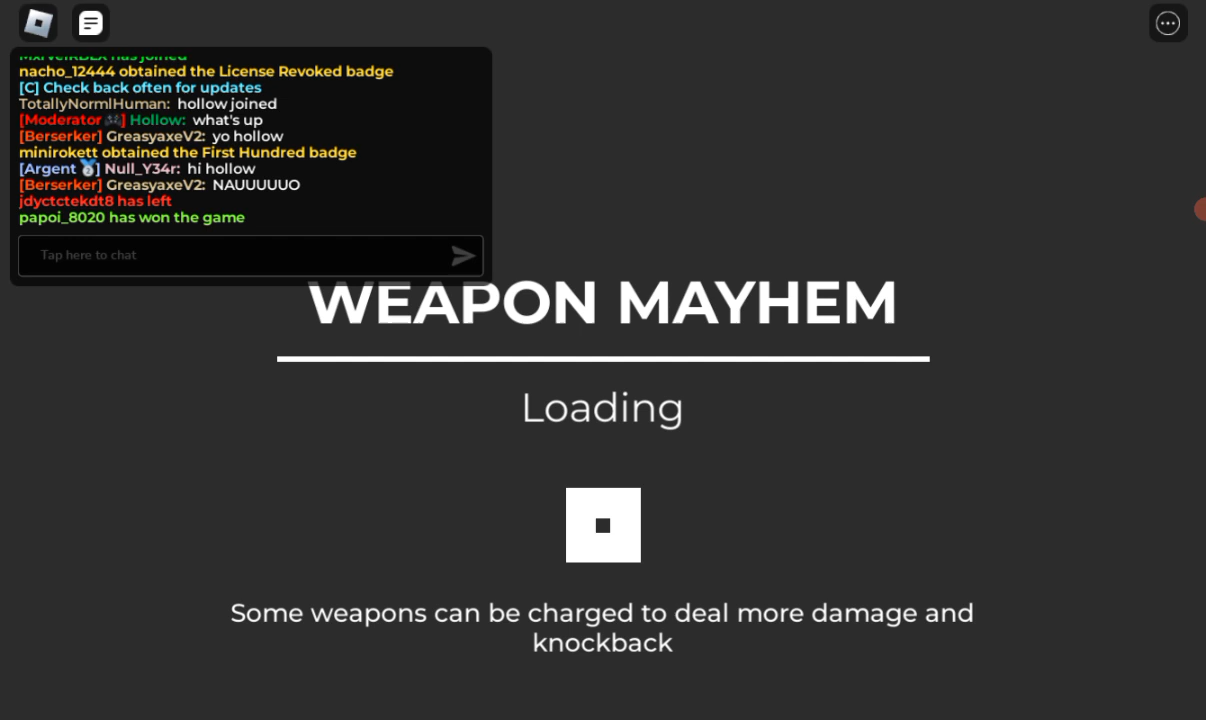 has joined
nacho_12444 obtained the License Revoked badge
[C] Check back often for updates
TotallyNormlHuman: hollow joined
[Moderator🎮] Hollow: what's up
[Berserker] GreasyaxeV2: yo hollow
minirokett obtained the First Hundred badge
[Argent 🥈] Null_Y34r: hi hollow
[Berserker] GreasyaxeV2: NAUUUUUO
jdyctctekdt8 has left
papoi_8020 has won the game
Tap here to chat
WEAPON MAYHEM
Loading
Some weapons can be charged to deal more damage and
knockback